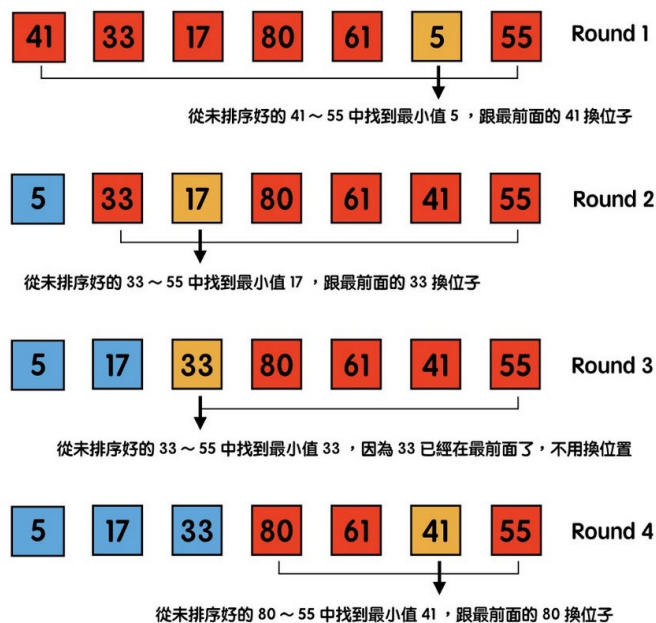 41 33 17 80 61 5 55 Round 1
從未排序好的 41～55 中找到最小值 5 ，跟最前面的 41 換位子
5 33 17 80 61 41 55 Round 2
從未排序好的 33～55 中找到最小值 17 ，跟最前面的 33 換位子
5 17 33 80 61 41 55 Round 3
從未排序好的 33～55 中找到最小值 33 ，因為 33 已經在最前面了，不用換位置
5 17 33 80 61 41 55 Round 4
從未排序好的 80～55 中找到最小值 41 ，跟最前面的 80 換位子